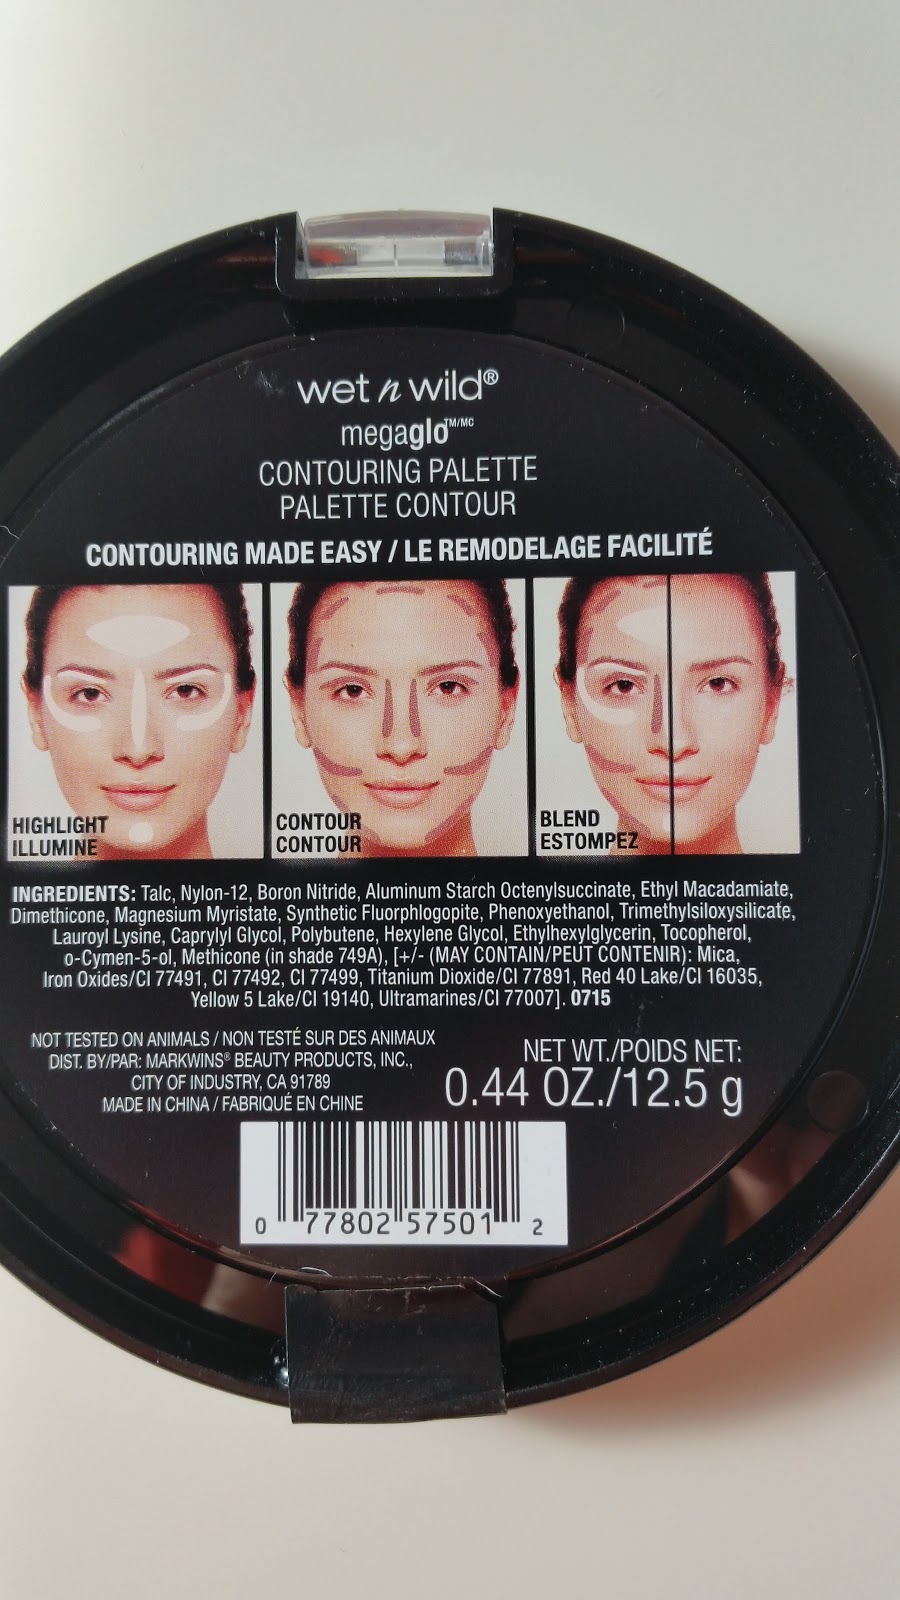 wet n wild®
megaglo™/MC
CONTOURING PALETTE
PALETTE CONTOUR
CONTOURING MADE EASY / LE REMODELAGE FACILITÉ
HIGHLIGHT
ILLUMINE
CONTOUR
CONTOUR
BLEND
ESTOMPEZ
INGREDIENTS: Talc, Nylon-12, Boron Nitride, Aluminum Starch Octenylsuccinate, Ethyl Macadamiate,
Dimethicone, Magnesium Myristate, Synthetic Fluorphlogopite, Phenoxyethanol, Trimethylsiloxysilicate,
Lauroyl Lysine, Caprylyl Glycol, Polybutene, Hexylene Glycol, Ethylhexylglycerin, Tocopherol,
o-Cymen-5-ol, Methicone (in shade 749A), [+/- (MAY CONTAIN/PEUT CONTENIR): Mica,
Iron Oxides/CI 77491, CI 77492, CI 77499, Titanium Dioxide/CI 77891, Red 40 Lake/CI 16035,
Yellow 5 Lake/CI 19140, Ultramarines/CI 77007]. 0715
NOT TESTED ON ANIMALS / NON TESTÉ SUR DES ANIMAUX
DIST. BY/PAR: MARKWINS® BEAUTY PRODUCTS, INC.,
CITY OF INDUSTRY, CA 91789
MADE IN CHINA / FABRIQUÉ EN CHINE
NET WT./POIDS NET:
0.44 OZ./12.5 g
0 77802 57501 2